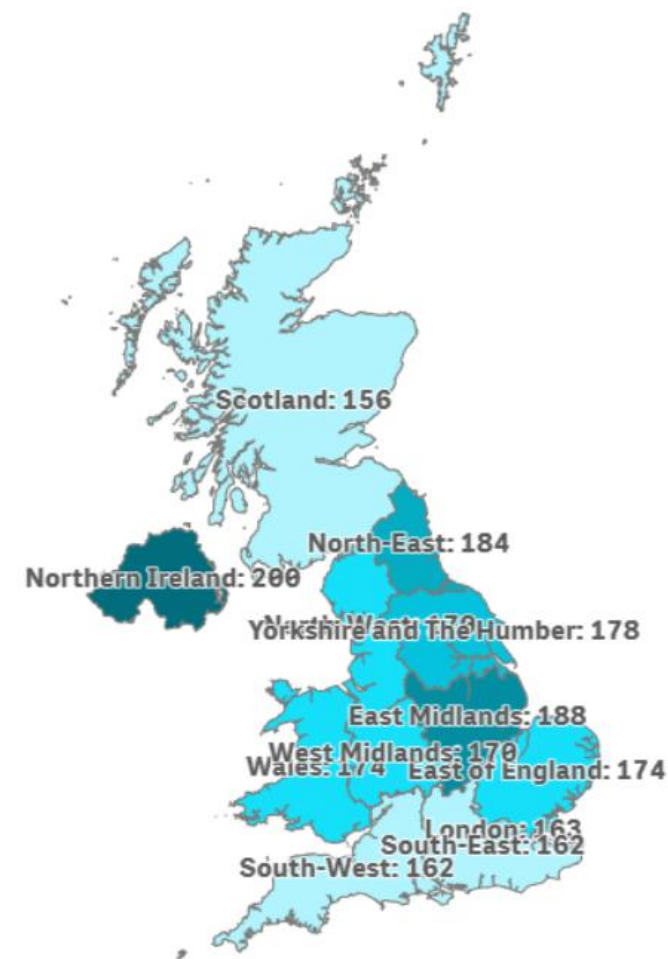 Scotland: 156
North-East: 184
Northern Ireland: 200
Yorkshire and The Humber: 178
East Midlands: 188
West Midlands: 170
Wales: 174
East of England: 174
London: 163
South-East: 162
South-West: 162